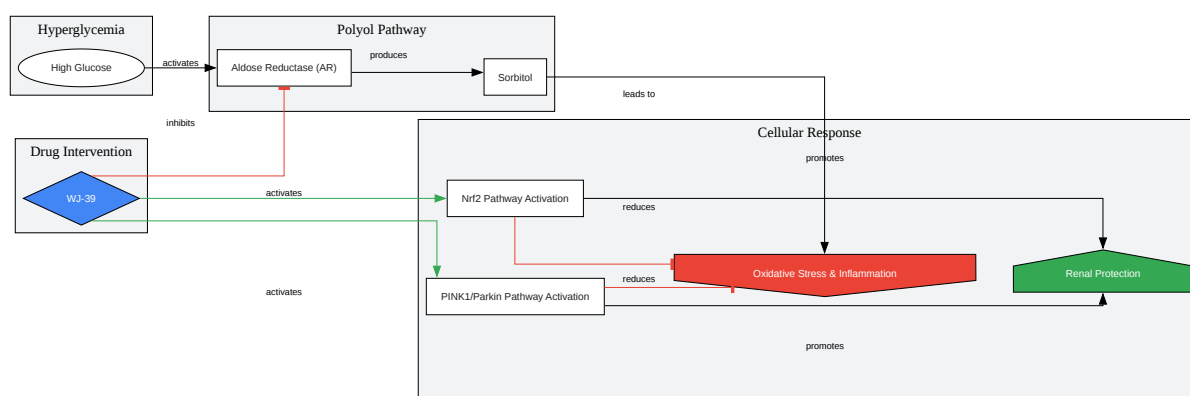 Hyperglycemia
High Glucose
activates
Polyol Pathway
Aldose Reductase (AR)
produces
Sorbitol
leads to
inhibits
Drug Intervention
WJ-39
activates
activates
Cellular Response
promotes
Nrf2 Pathway Activation
reduces
Oxidative Stress & Inflammation
Renal Protection
PINK1/Parkin Pathway Activation
reduces
promotes